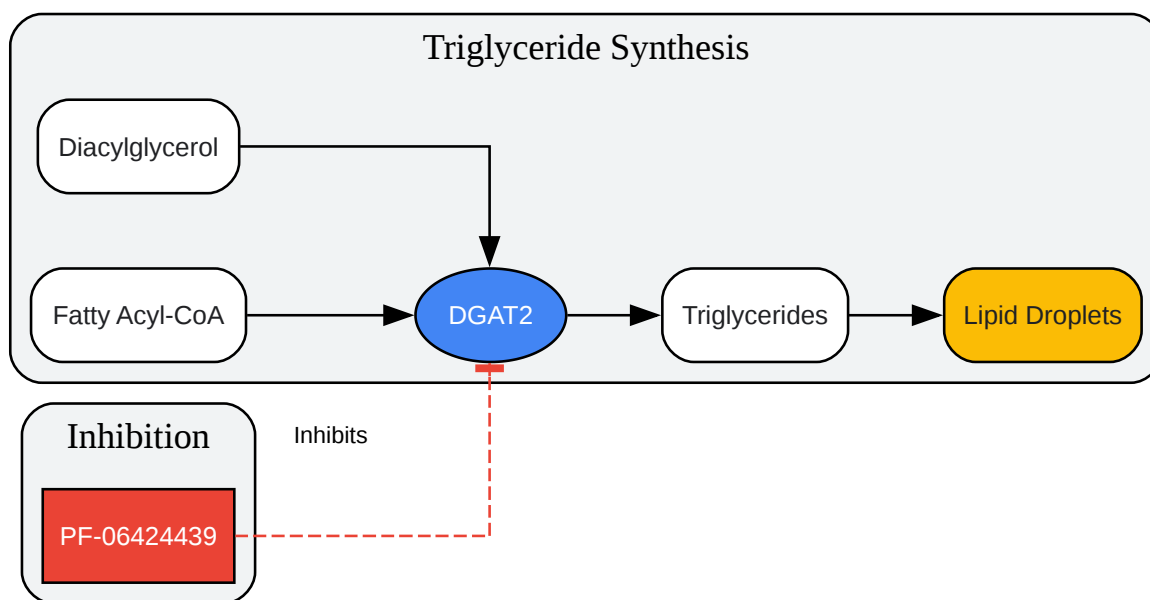 Triglyceride Synthesis
Diacylglycerol
Fatty Acyl-CoA
DGAT2
Triglycerides
Lipid Droplets
Inhibition
Inhibits
PF-06424439